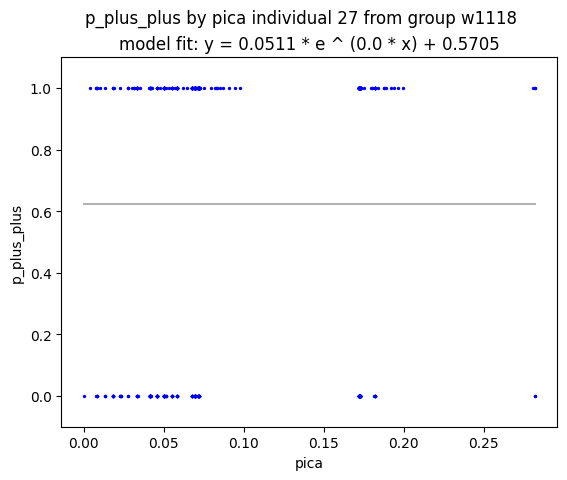 p_plus_plus by pica individual 27 from group w1118
model fit: y = 0.0511 * e ^ (0.0 * x) + 0.5705
1.0
0.8
0.6
0.4
0.2
0.0
p_plus_plus
0.00 0.05 0.10 0.15 0.20 0.25
pica